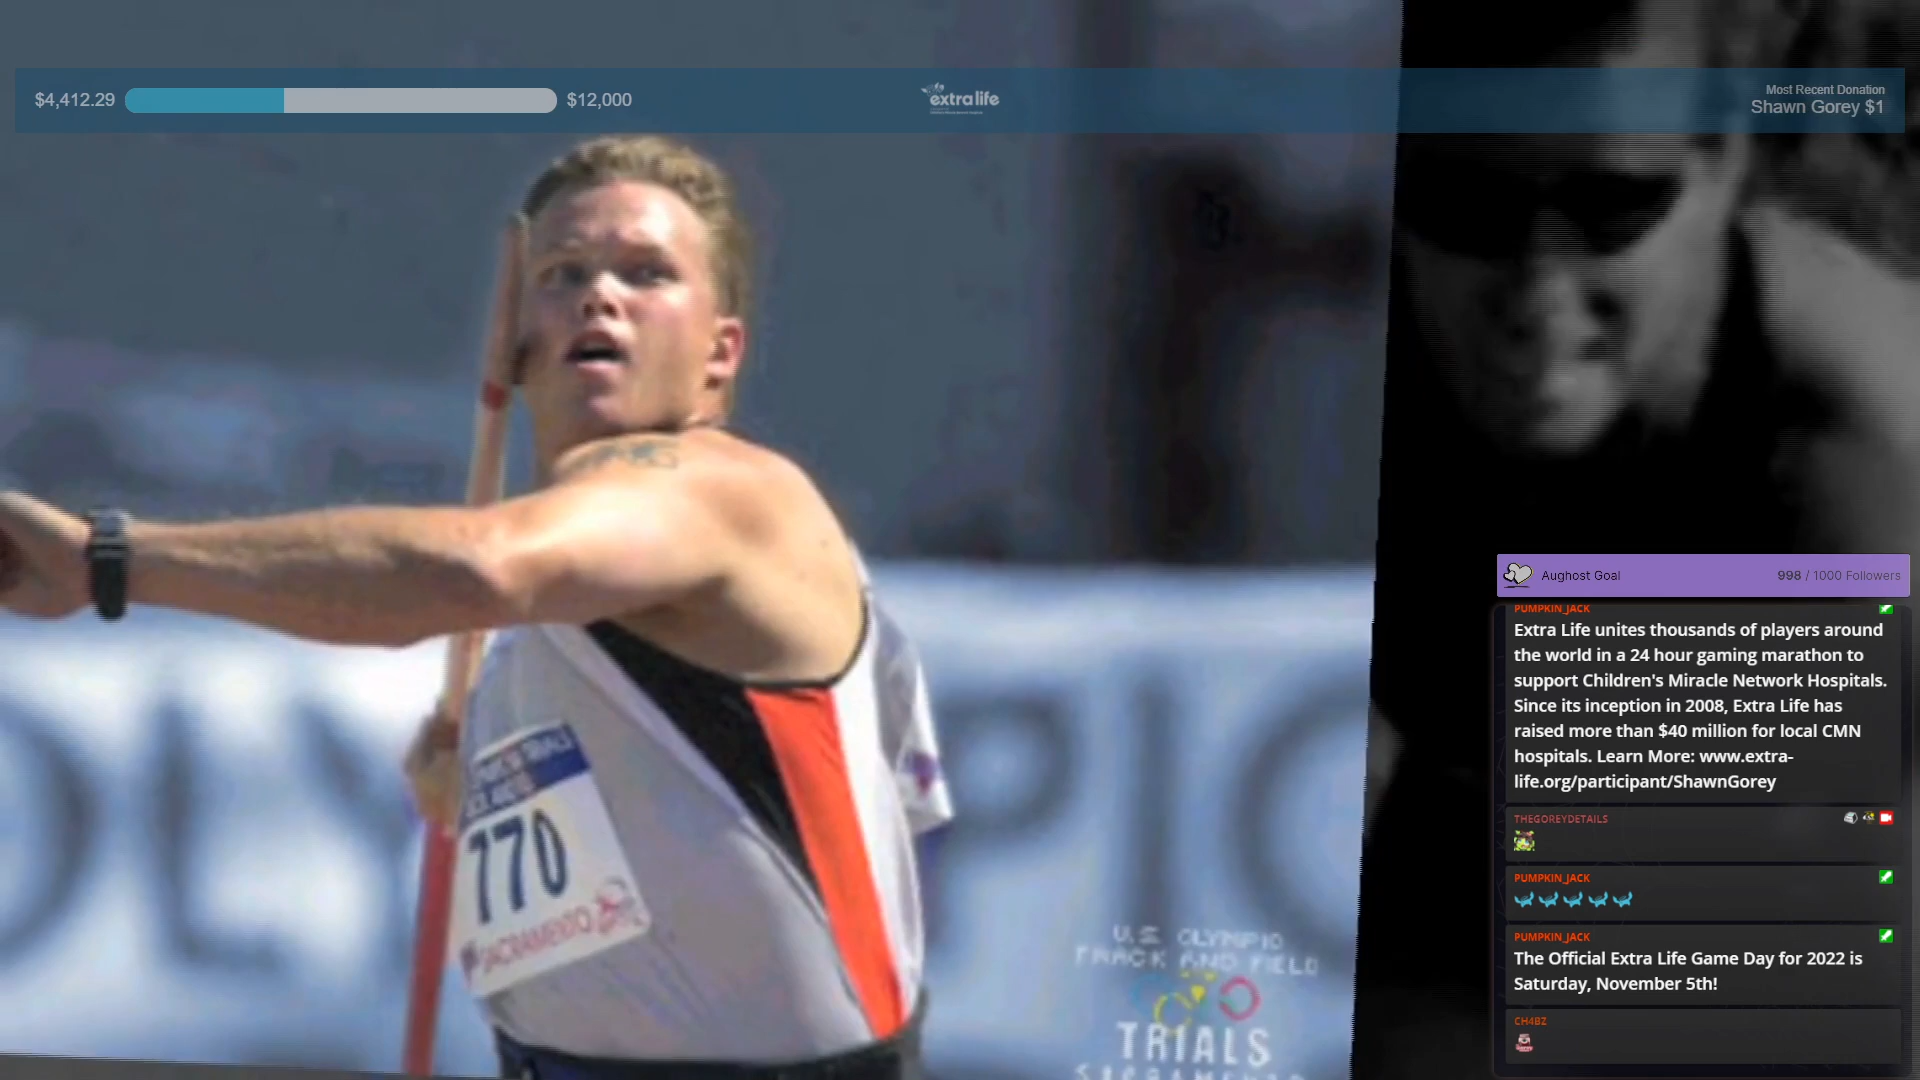 $4,412.29
$12,000
extra life
Most Recent Donation
Shawn Gorey $1
770
SACRAMENTO
OLYMPIC
U.S. OLYMPIC
TRACK AND FIELD
TRIALS
SACRAMENTO
Aughost Goal
998 / 1000 Followers
PUMPKIN_JACK
Extra Life unites thousands of players around
the world in a 24 hour gaming marathon to
support Children's Miracle Network Hospitals.
Since its inception in 2008, Extra Life has
raised more than $40 million for local CMN
hospitals. Learn More: www.extra-
life.org/participant/ShawnGorey
THEGOREYDETAILS
PUMPKIN_JACK
PUMPKIN_JACK
The Official Extra Life Game Day for 2022 is
Saturday, November 5th!
CH4BZ